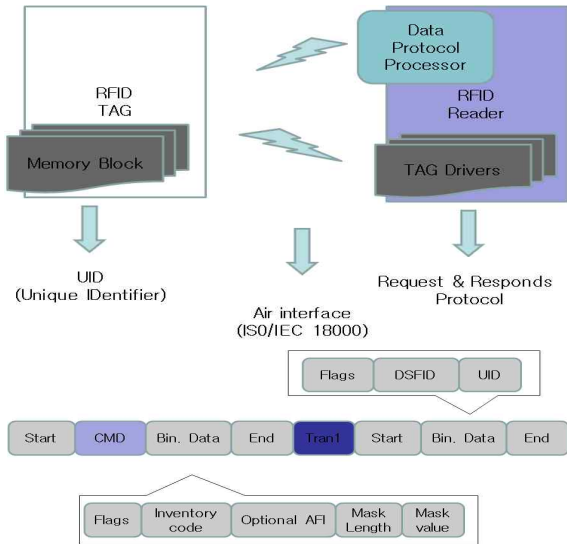 Data
Protocol
Processor
RFID
TAG
RFID
Reader
Memory Block
TAG Drivers
UID
(Unique IDentifier)
Request & Responds
Protocol
Air interface
(ISO/IEC 18000)
Flags DSFID UID
Start CMD Bin. Data End Tran1 Start Bin. Data End
Flags Inventory code Optional AFI Mask Length Mask value